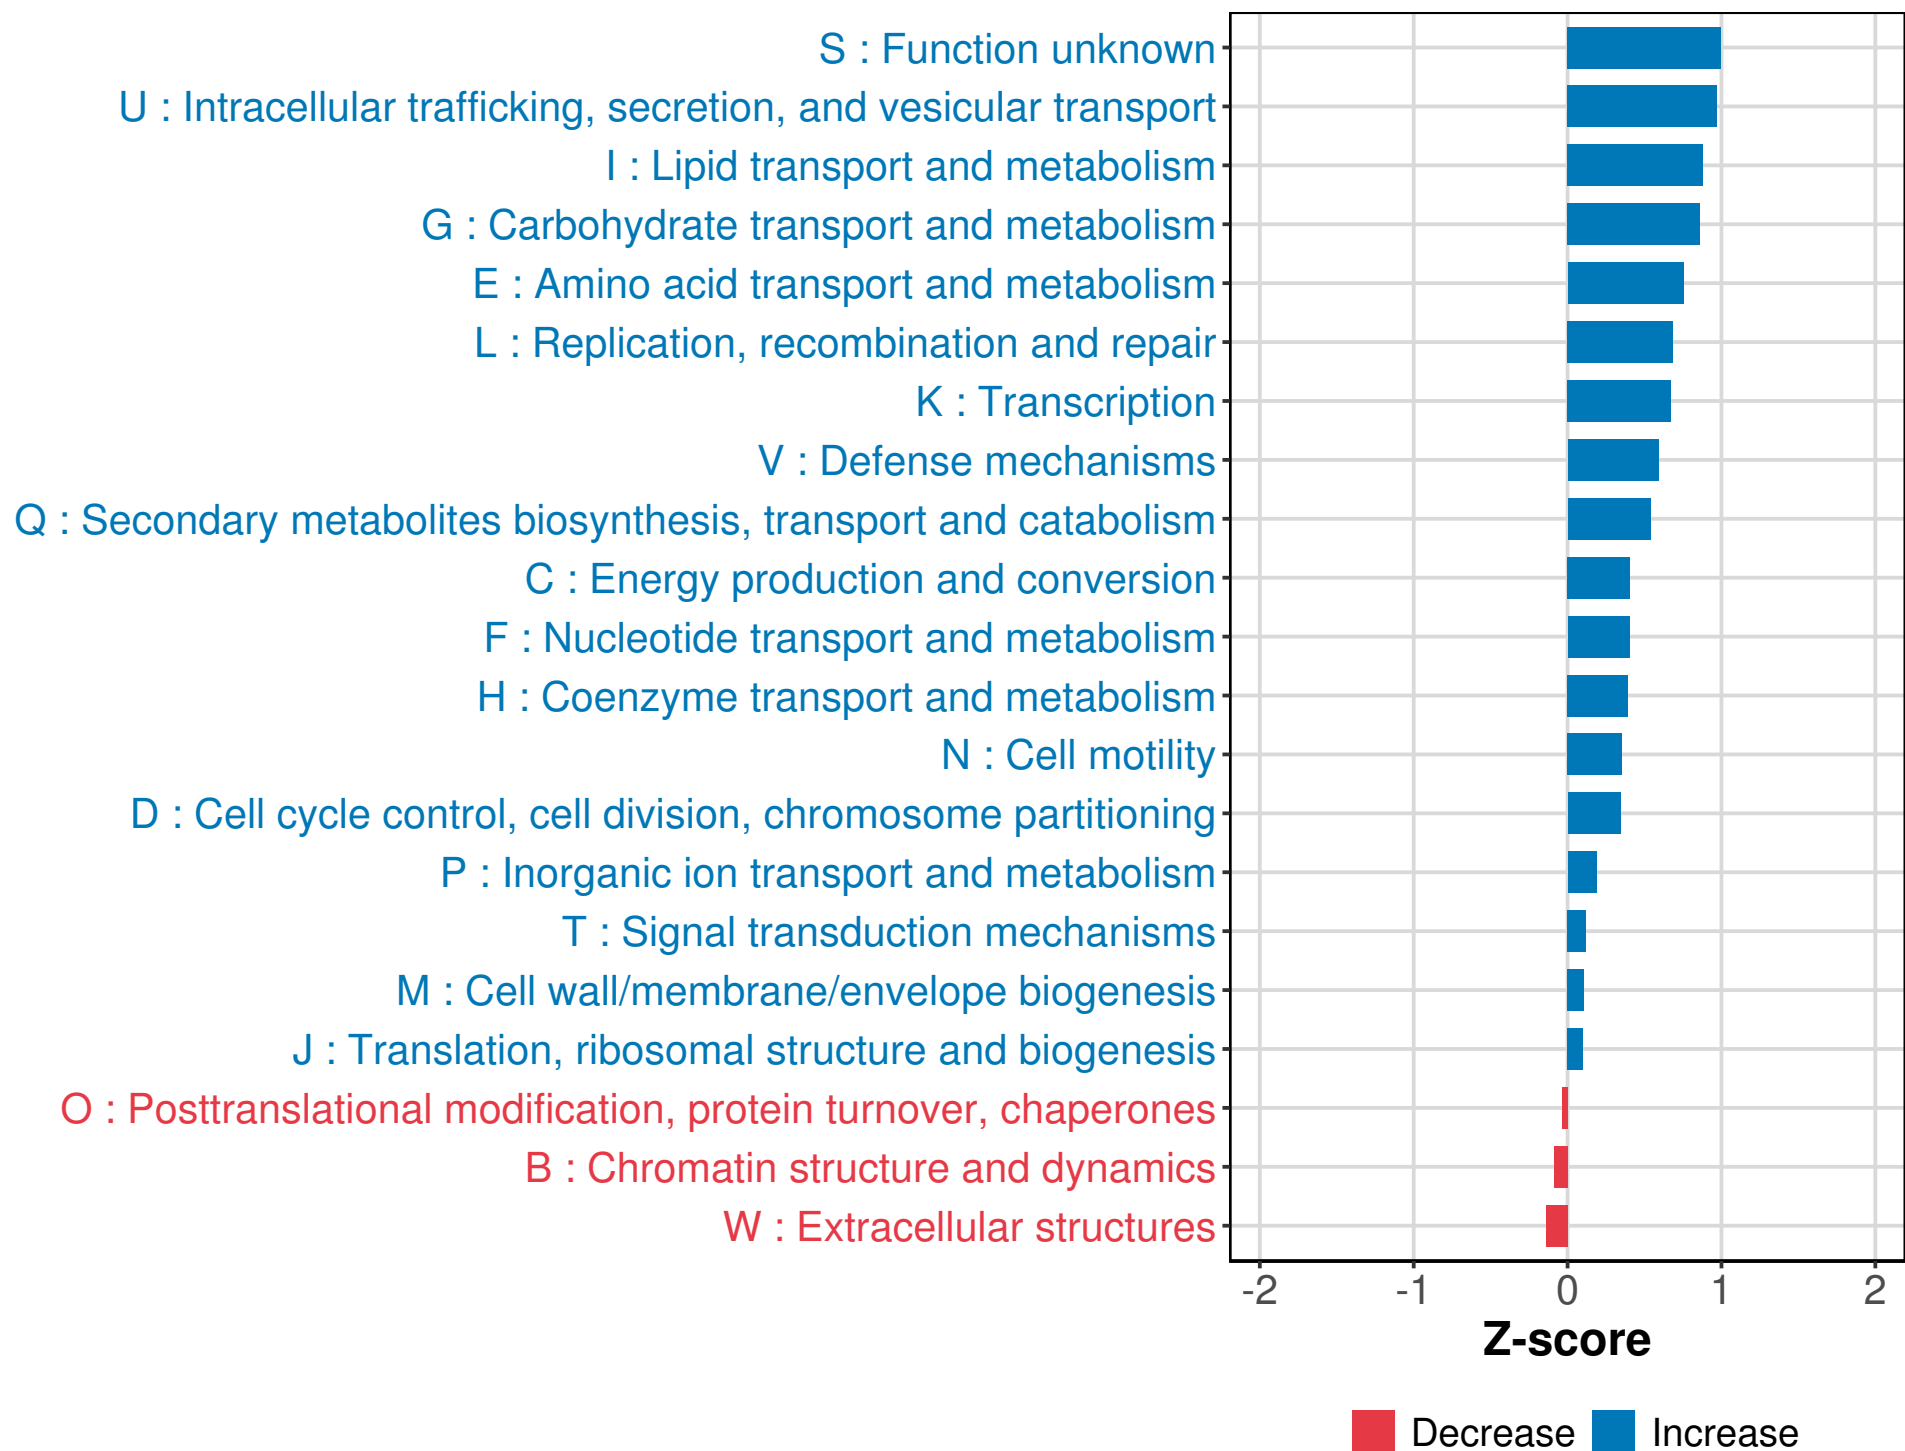 S : Function unknown
U : Intracellular trafficking, secretion, and vesicular transport
I : Lipid transport and metabolism
G : Carbohydrate transport and metabolism
E : Amino acid transport and metabolism
L : Replication, recombination and repair
K : Transcription
V : Defense mechanisms
Q : Secondary metabolites biosynthesis, transport and catabolism
C : Energy production and conversion
F : Nucleotide transport and metabolism
H : Coenzyme transport and metabolism
N : Cell motility
D : Cell cycle control, cell division, chromosome partitioning
P : Inorganic ion transport and metabolism
T : Signal transduction mechanisms
M : Cell wall/membrane/envelope biogenesis
J : Translation, ribosomal structure and biogenesis
O : Posttranslational modification, protein turnover, chaperones
B : Chromatin structure and dynamics
W : Extracellular structures
-2 -1 0 1 2
Z-score
Decrease Increase